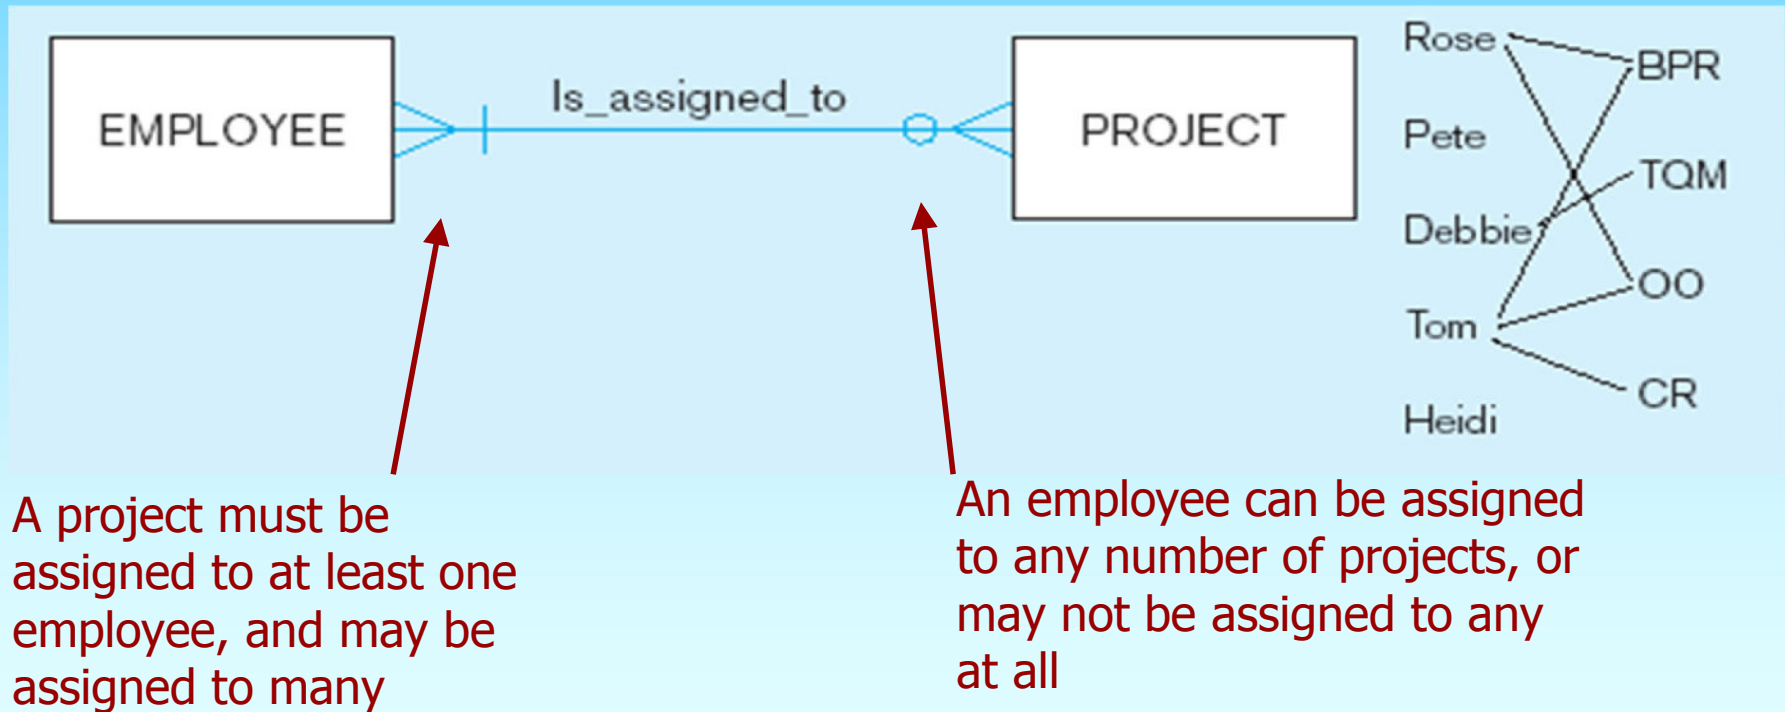 EMPLOYEE
Is_assigned_to
PROJECT
Rose
Pete
Debbie
Tom
Heidi
BPR
TQM
OO
CR
A project must be
assigned to at least one
employee, and may be
assigned to many
An employee can be assigned
to any number of projects, or
may not be assigned to any
at all